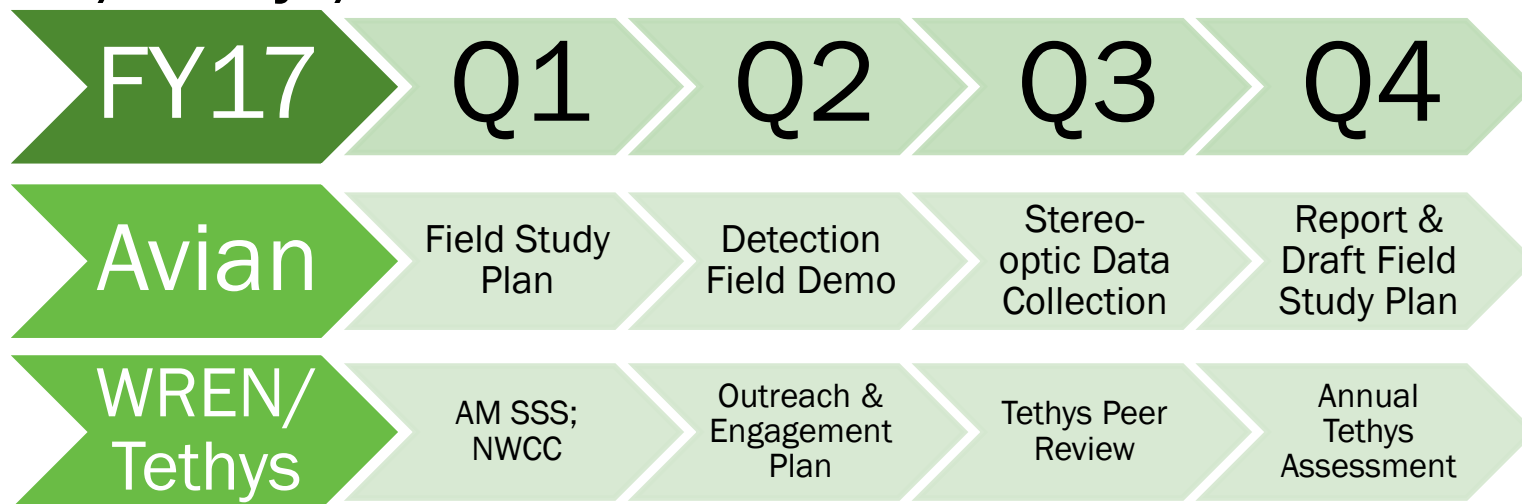 FY17
Q1
Q2
Q3
Q4
Avian
Field Study
Plan
Detection
Field Demo
Stereo-
optic Data
Collection
Report &
Draft Field
Study Plan
WREN/
Tethys
AM SSS;
NWCC
Outreach &
Engagement
Plan
Tethys Peer
Review
Annual
Tethys
Assessment